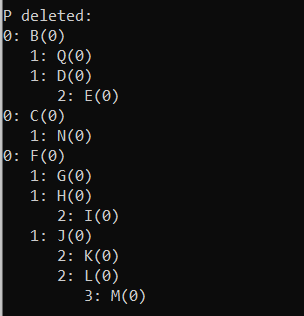 P deleted:
0: B(0)
   1: Q(0)
   1: D(0)
      2: E(0)
0: C(0)
   1: N(0)
0: F(0)
   1: G(0)
   1: H(0)
      2: I(0)
   1: J(0)
      2: K(0)
      2: L(0)
         3: M(0)